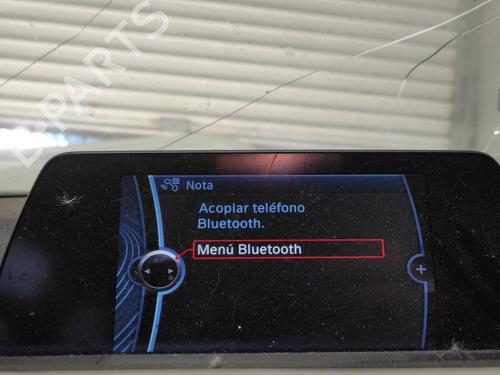 B-PARTS
Nota
Acoplar teléfono
Bluetooth.
Menú Bluetooth
+